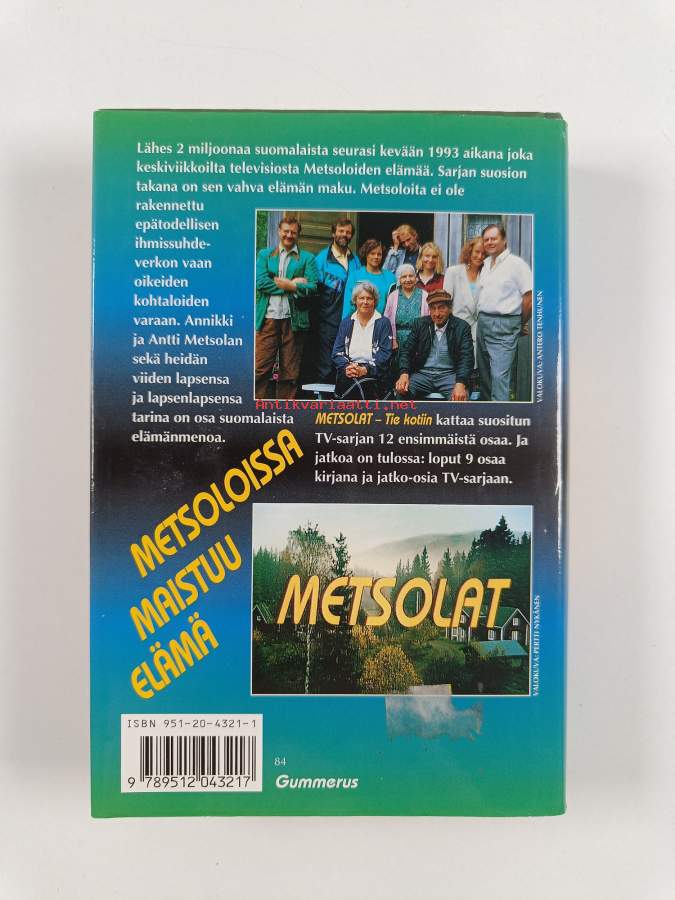 Lähes 2 miljoonaa suomalaista seurasi kevään 1993 aikana joka
keskiviikkoilta televisiosta Metsoloiden elämää. Sarjan suosion
takana on sen vahva elämän maku. Metsoloita ei ole
rakennettu
epätodellisen
ihmissuhde-
verkon vaan
oikeiden
kohtaloiden
varaan. Annikki
ja Antti Metsolan
sekä heidän
viiden lapsensa
ja lapsenlapsensa
tarina on osa suomalaista
elämänmenoa.
VALOKUVA: ANTERO TENHUNEN
Antikvariaatti.net
METSOLAT – Tie kotiin kattaa suositun
TV-sarjan 12 ensimmäistä osaa. Ja
jatkoa on tulossa: loput 9 osaa
kirjana ja jatko-osia TV-sarjaan.
METSOLOISSA
MAISTUU
ELÄMÄ
METSOLAT
VALOKUVA: PERTTI NYKÄNEN
ISBN 951-20-4321-1
9 789512 043217
84
Gummerus